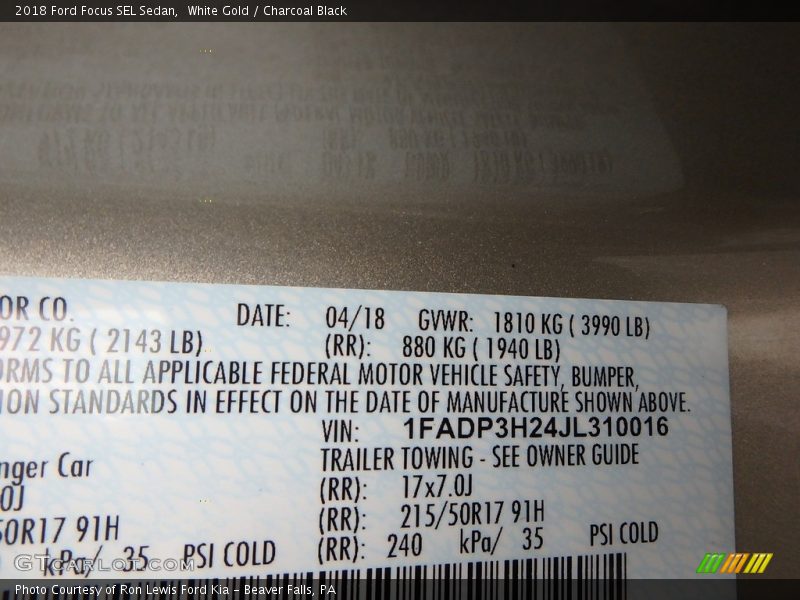 2018 Ford Focus SEL Sedan,  White Gold / Charcoal Black
OR CO. DATE: 04/18 GVWR: 1810 KG ( 3990 LB)
972 KG ( 2143 LB) (RR): 880 KG ( 1940 LB)
ORMS TO ALL APPLICABLE FEDERAL MOTOR VEHICLE SAFETY, BUMPER,
ION STANDARDS IN EFFECT ON THE DATE OF MANUFACTURE SHOWN ABOVE.
VIN: 1FADP3H24JL310016
nger Car TRAILER TOWING - SEE OWNER GUIDE
0J (RR): 17x7.0J
50R17 91H (RR): 215/50R17 91H
kPa/ 35 PSI COLD (RR): 240 kPa/ 35 PSI COLD
GTCarlot.com
Photo Courtesy of Ron Lewis Ford Kia – Beaver Falls, PA